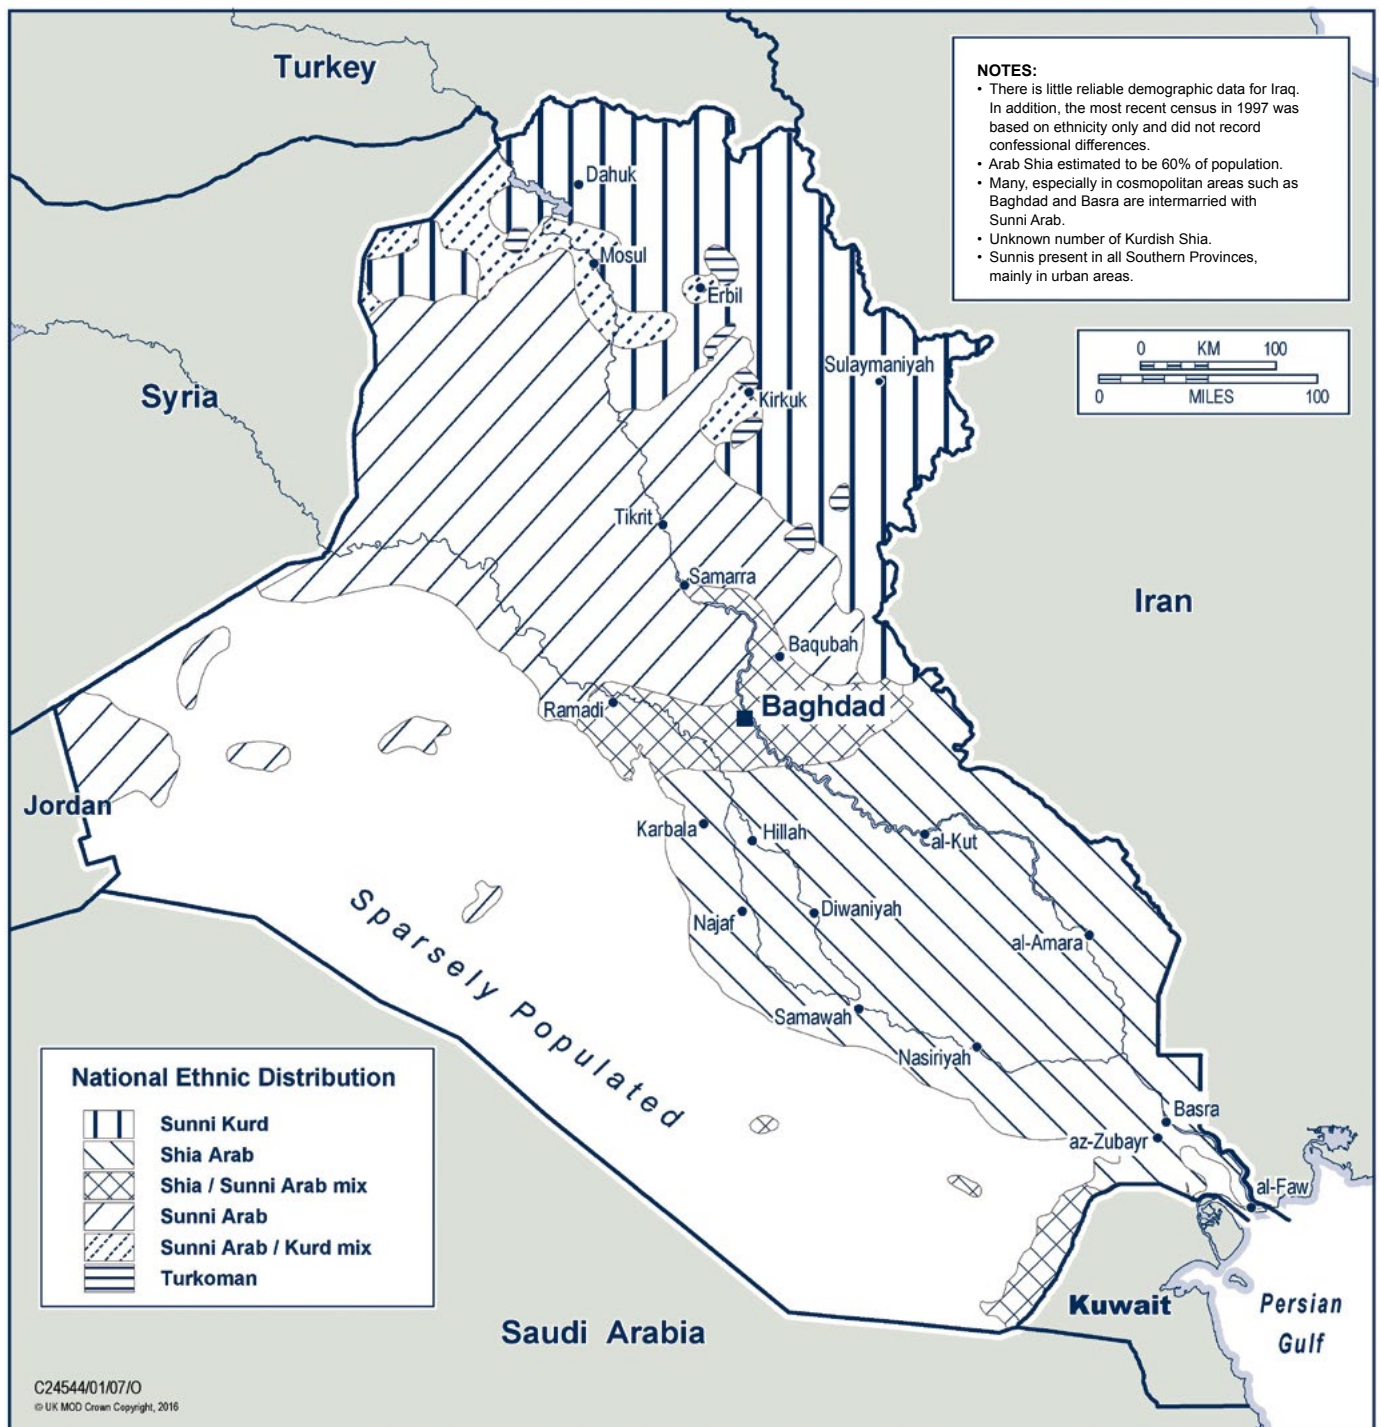 Turkey
NOTES:
• There is little reliable demographic data for Iraq.
In addition, the most recent census in 1997 was
based on ethnicity only and did not record
confessional differences.
• Arab Shia estimated to be 60% of population.
• Many, especially in cosmopolitan areas such as
Baghdad and Basra are intermarried with
Sunni Arab.
• Unknown number of Kurdish Shia.
• Sunnis present in all Southern Provinces,
mainly in urban areas.
Dahuk
Mosul
Erbil
0 KM 100
0 MILES 100
Sulaymaniyah
Syria
Kirkuk
Tikrit
Samarra
Iran
Baqubah
Ramadi
Baghdad
Jordan
Karbala
Hillah
al-Kut
Najaf
Diwaniyah
al-Amara
Sparsely Populated
Samawah
Nasiriyah
Basra
az-Zubayr
al-Faw
National Ethnic Distribution
Sunni Kurd
Shia Arab
Shia / Sunni Arab mix
Sunni Arab
Sunni Arab / Kurd mix
Turkoman
Kuwait
Persian
Gulf
Saudi Arabia
C24544/01/07/O
© UK MOD Crown Copyright, 2016